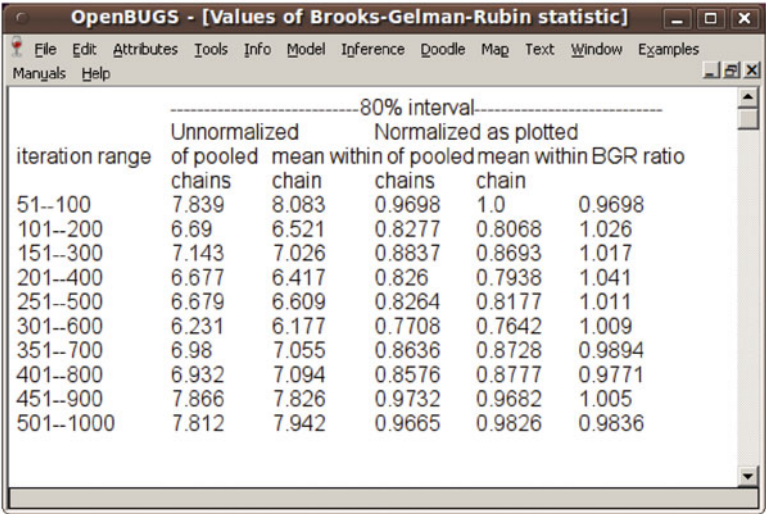 OpenBUGS - [Values of Brooks-Gelman-Rubin statistic]
File Edit Attributes Tools Info Model Inference Doodle Map Text Window Examples
Manuals Help
----------------------------80% interval----------------------------
Unnormalized Normalized as plotted
iteration range of pooled mean within of pooled mean within BGR ratio
chains chain chains chain
51--100 7.839 8.083 0.9698 1.0 0.9698
101--200 6.69 6.521 0.8277 0.8068 1.026
151--300 7.143 7.026 0.8837 0.8693 1.017
201--400 6.677 6.417 0.826 0.7938 1.041
251--500 6.679 6.609 0.8264 0.8177 1.011
301--600 6.231 6.177 0.7708 0.7642 1.009
351--700 6.98 7.055 0.8636 0.8728 0.9894
401--800 6.932 7.094 0.8576 0.8777 0.9771
451--900 7.866 7.826 0.9732 0.9682 1.005
501--1000 7.812 7.942 0.9665 0.9826 0.9836